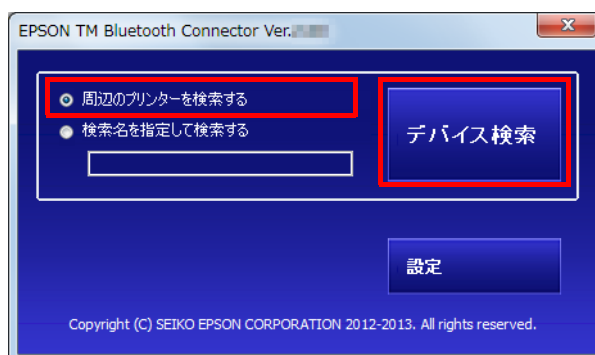 EPSON TM Bluetooth Connector Ver.
周辺のプリンターを検索する
検索名を指定して検索する
デバイス検索
設定
Copyright (C) SEIKO EPSON CORPORATION 2012-2013. All rights reserved.